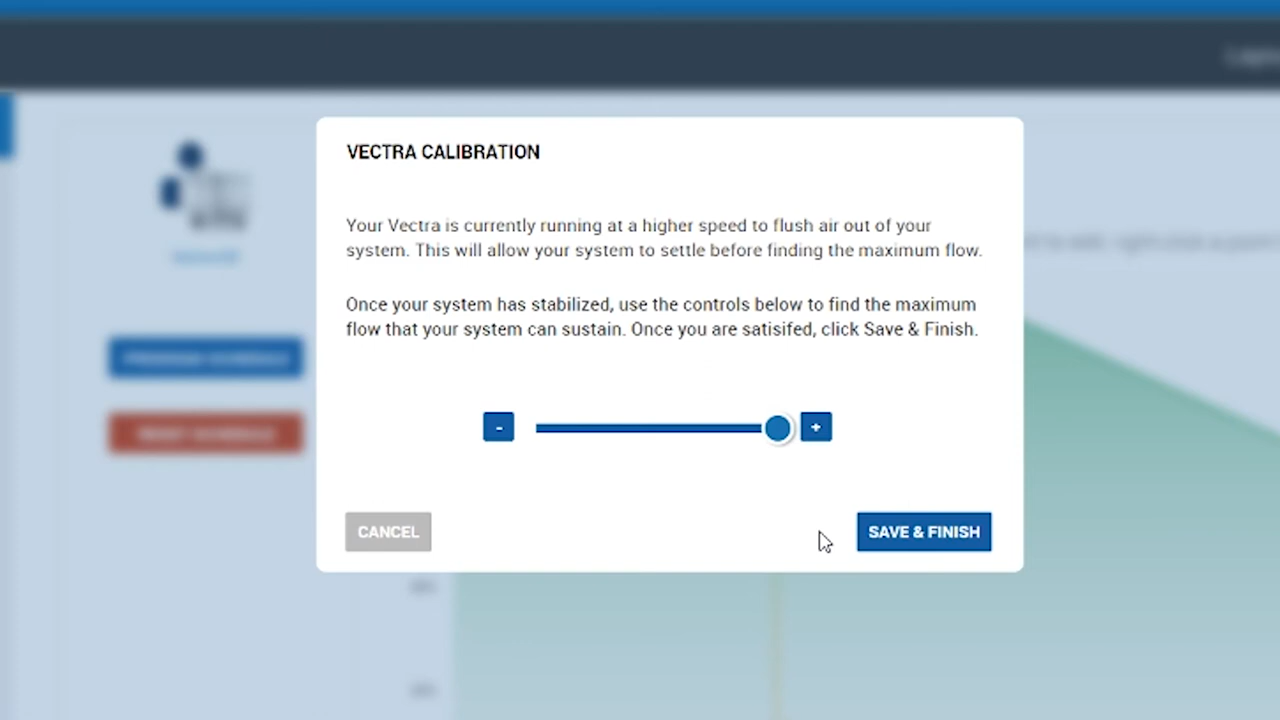 VECTRA CALIBRATION
Your Vectra is currently running at a higher speed to flush air out of your
system. This will allow your system to settle before finding the maximum flow.
Once your system has stabilized, use the controls below to find the maximum
flow that your system can sustain. Once you are satisifed, click Save & Finish.
-
+
CANCEL
SAVE & FINISH